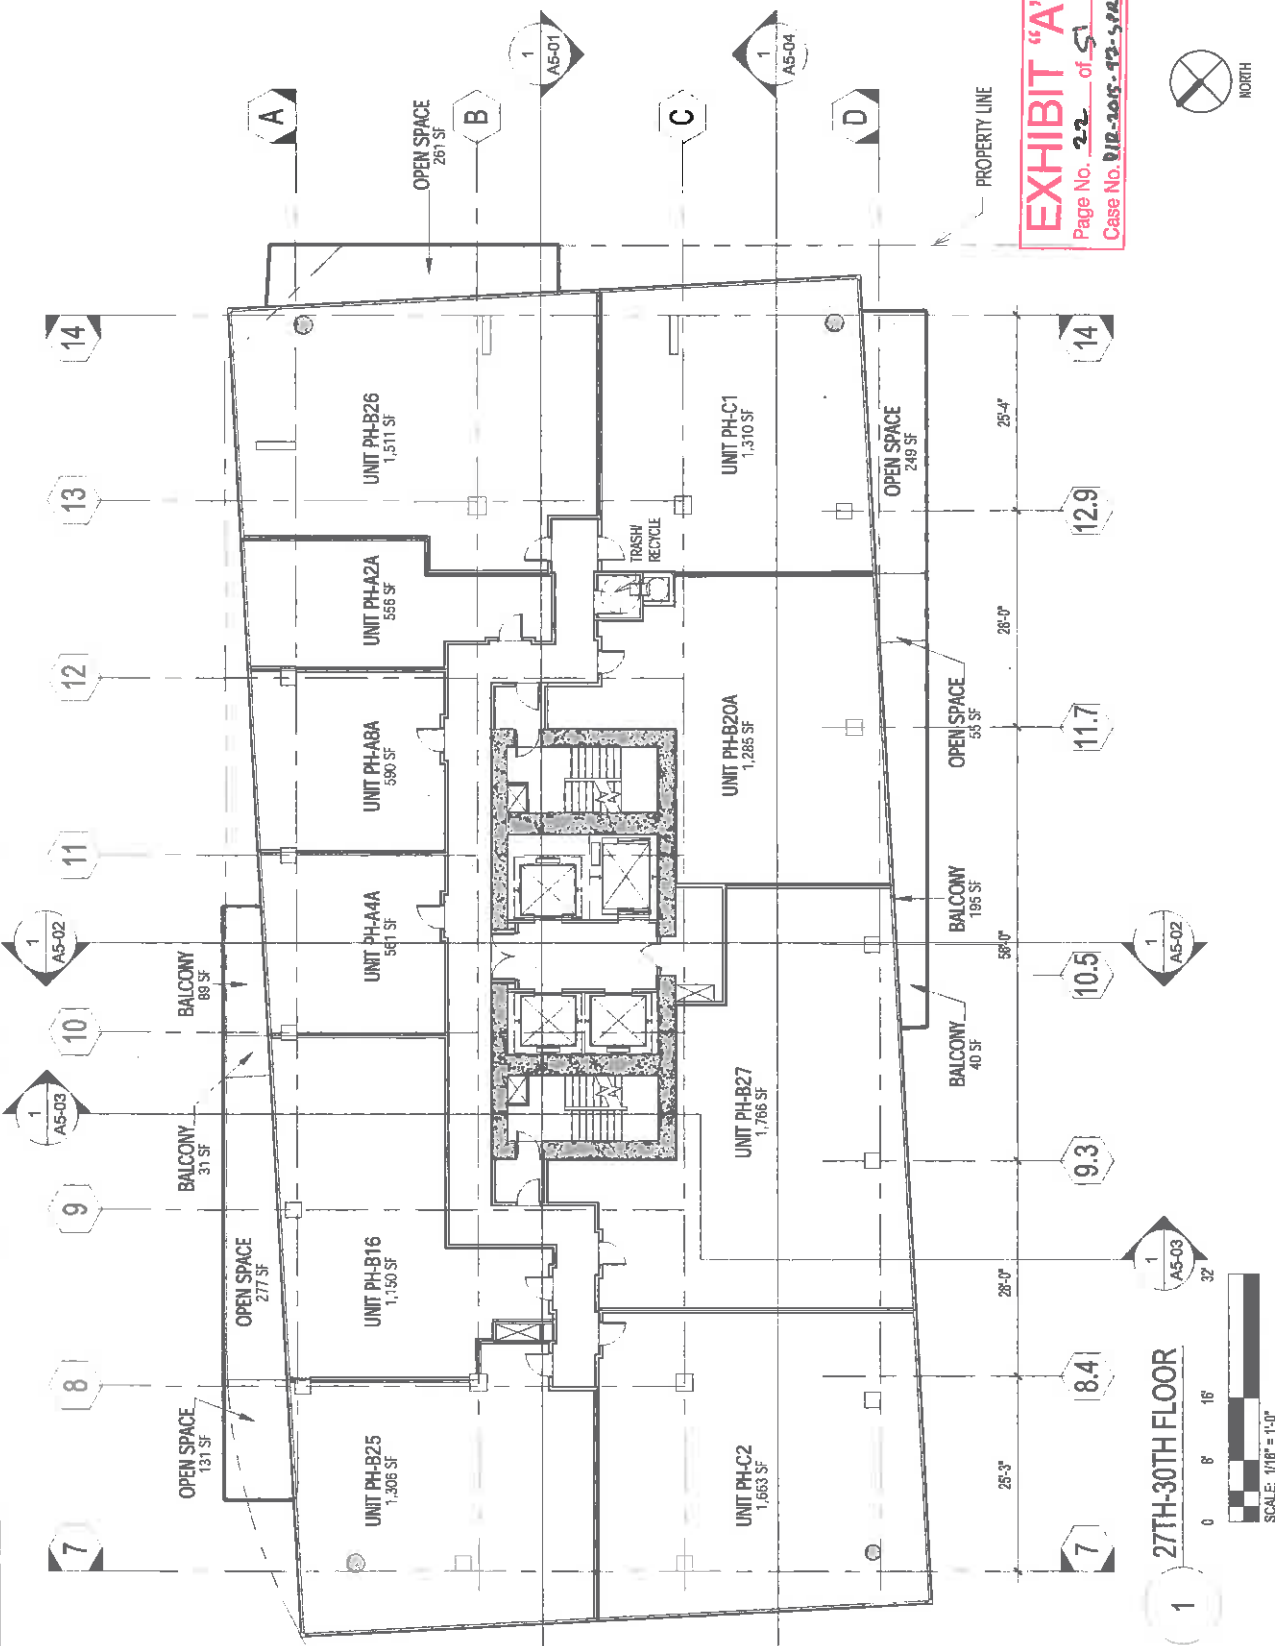 A
B
C
D
1
A5-01
1
A5-04
OPEN SPACE
261 SF
PROPERTY LINE
EXHIBIT "A"
Page No. 22 of 51
Case No.
NORTH
14
13
12
11
10
9
8
7
1
A5-02
1
A5-03
UNIT PH-B26
1,511 SF
UNIT PH-C1
1,310 SF
OPEN SPACE
249 SF
TRASH/
RECYCLE
UNIT PH-A2A
556 SF
UNIT PH-A8A
590 SF
UNIT PH-B20A
1,285 SF
OPEN SPACE
55 SF
UNIT PH-A4A
561 SF
BALCONY
89 SF
BALCONY
195 SF
BALCONY
40 SF
BALCONY
31 SF
UNIT PH-B27
1,766 SF
OPEN SPACE
277 SF
UNIT PH-B16
1,150 SF
OPEN SPACE
131 SF
UNIT PH-B25
1,306 SF
UNIT PH-C2
1,663 SF
25'-4"
28'-0"
58'-0"
28'-0"
25'-3"
14
12.9
11.7
10.5
9.3
8.4
7
1
A5-02
1
A5-03
1
27TH-30TH FLOOR
0
8'
16'
32'
SCALE: 1/16" = 1'-0"